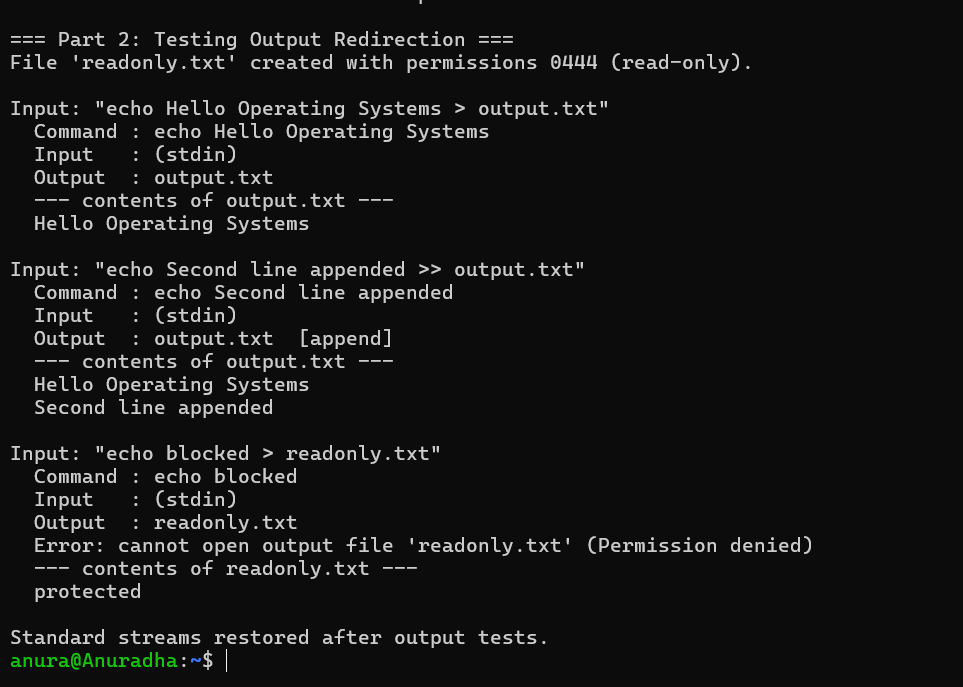 === Part 2: Testing Output Redirection ===
File 'readonly.txt' created with permissions 0444 (read-only).
Input: "echo Hello Operating Systems > output.txt"
Command : echo Hello Operating Systems
Input   : (stdin)
Output  : output.txt
--- contents of output.txt ---
Hello Operating Systems
Input: "echo Second line appended >> output.txt"
Command : echo Second line appended
Input   : (stdin)
Output  : output.txt  [append]
--- contents of output.txt ---
Hello Operating Systems
Second line appended
Input: "echo blocked > readonly.txt"
Command : echo blocked
Input   : (stdin)
Output  : readonly.txt
Error: cannot open output file 'readonly.txt' (Permission denied)
--- contents of readonly.txt ---
protected
Standard streams restored after output tests.
anura@Anuradha:~$